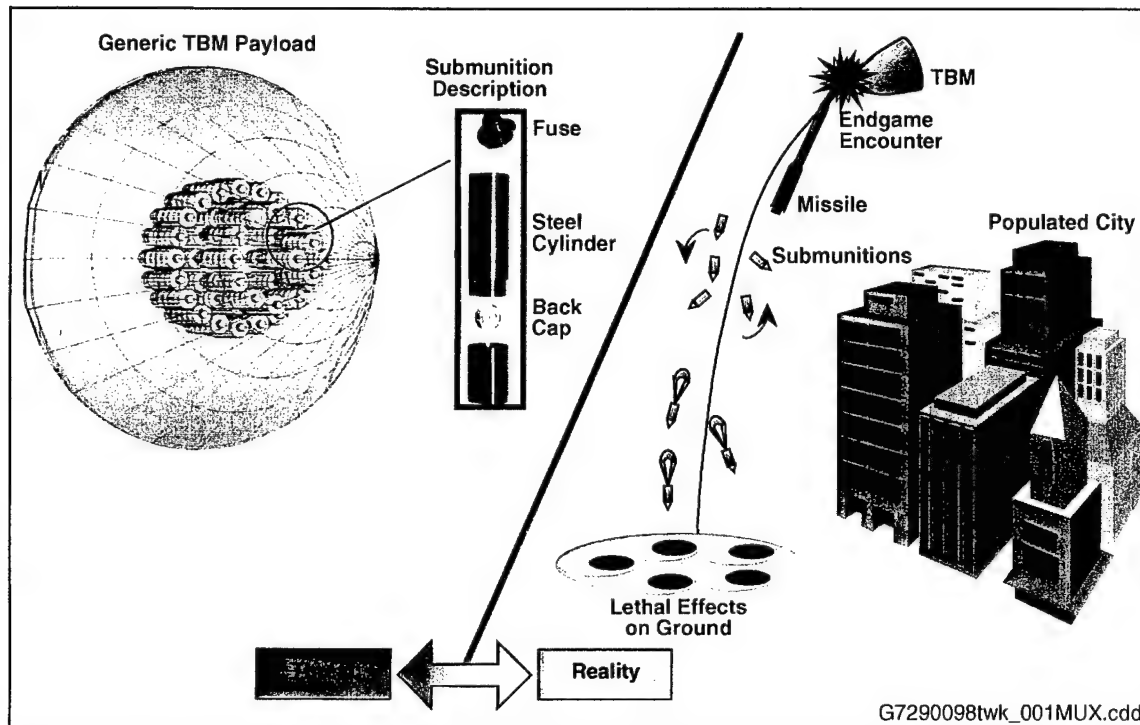 Generic TBM Payload
Submunition
Description
Fuse
Steel
Cylinder
Back
Cap
TBM
Endgame
Encounter
Missile
Submunitions
Populated City
Lethal Effects
on Ground
Reality
G7290098twk_001MUX.cdd